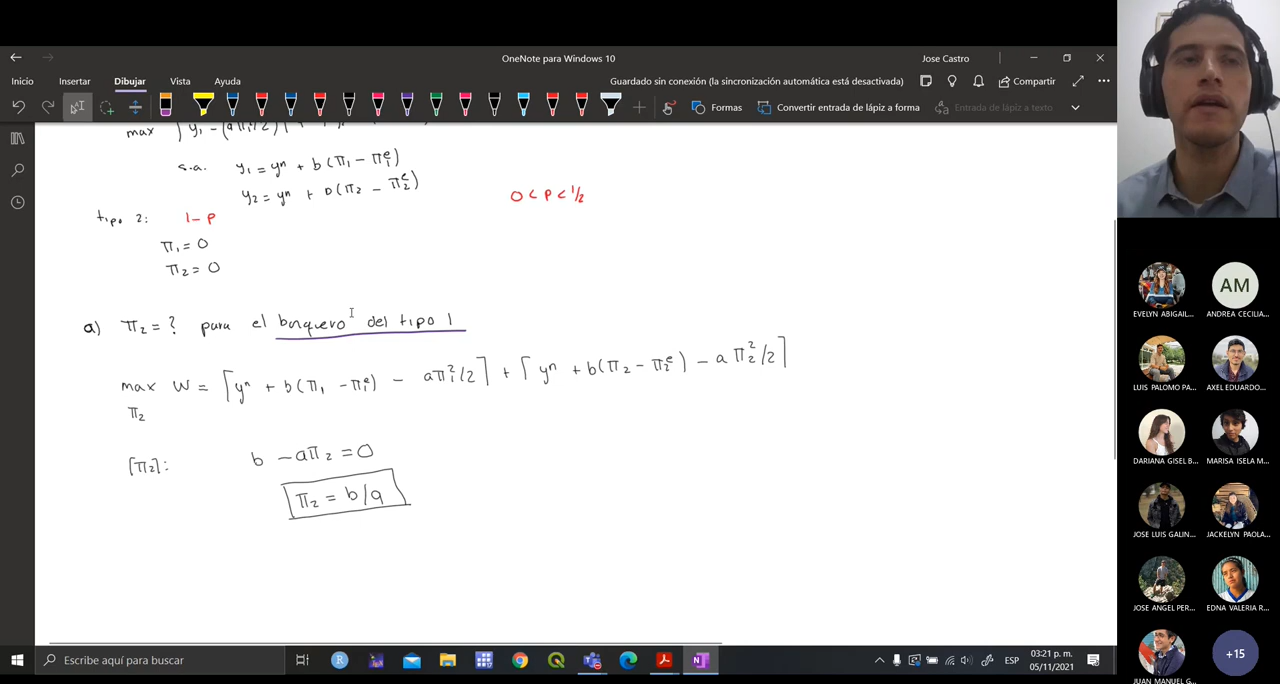 OneNote para Windows 10
Jose Castro
Inicio Insertar Dibujar Vista Ayuda
Guardado sin conexión (la sincronización automática está desactivada)
Compartir
Formas
Convertir entrada de lápiz a forma
Entrada de lápiz a texto
max
s.a. y₁ = yⁿ + b(π₁ − π₁ᵉ)
y₂ = yⁿ + b(π₂ − π₂ᵉ)
0 < p < 1/2
tipo 2: 1 − p
π₁ = 0
π₂ = 0
a) π₂ = ? para el banquero del tipo 1
max W = [yⁿ + b(π₁ − π₁ᵉ) − aπ₁²/2] + [yⁿ + b(π₂ − π₂ᵉ) − aπ₂²/2]
π₂
[π₂]: b − aπ₂ = 0
π₂ = b/a
AM
EVELYN ABIGAIL...
ANDREA CECILIA...
LUIS PALOMO PA...
AXEL EDUARDO...
DARIANA GISEL B...
MARISA ISELA M...
JOSE LUIS GALIN...
JACKELYN PAOLA...
JOSE ANGEL PER...
EDNA VALERIA R...
JUAN MANUEL G...
+15
Escribe aquí para buscar
ESP
03:21 p. m.
05/11/2021